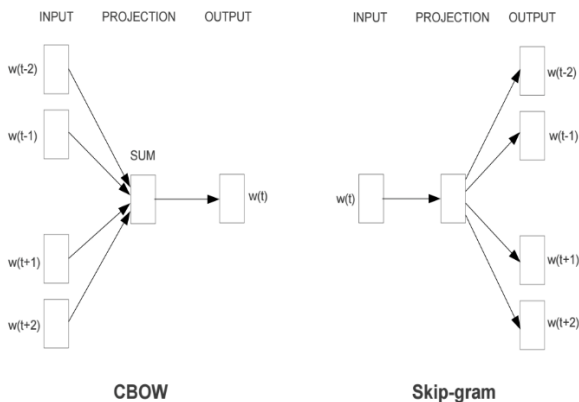 INPUT PROJECTION OUTPUT
w(t-2)
w(t-1)
SUM
w(t)
w(t+1)
w(t+2)
CBOW
INPUT PROJECTION OUTPUT
w(t-2)
w(t-1)
w(t)
w(t+1)
w(t+2)
Skip-gram